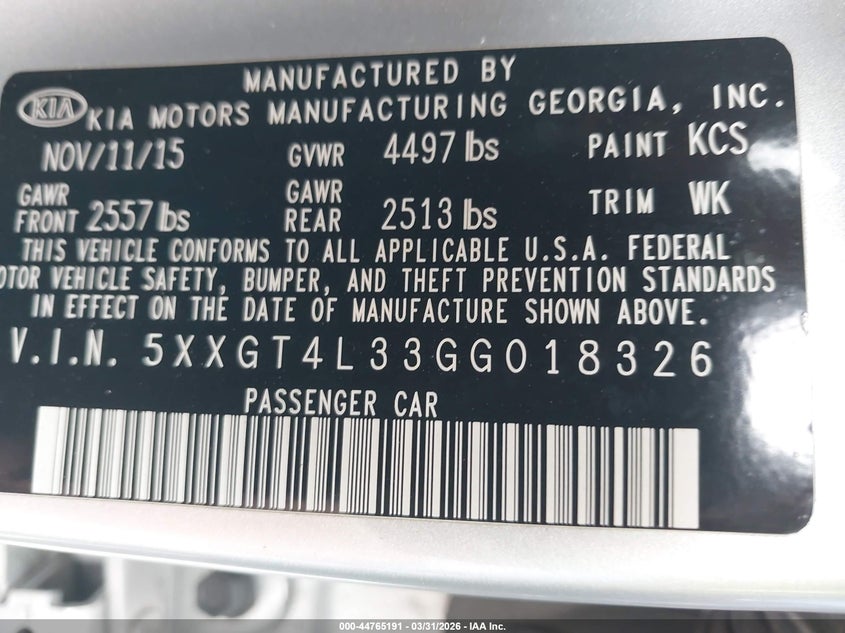 MANUFACTURED BY
KIA KIA MOTORS MANUFACTURING GEORGIA, INC.
NOV/11/15 GVWR 4497 lbs PAINT KCS
GAWR FRONT 2557 lbs GAWR REAR 2513 lbs TRIM WK
THIS VEHICLE CONFORMS TO ALL APPLICABLE U.S.A. FEDERAL
OTOR VEHICLE SAFETY, BUMPER, AND THEFT PREVENTION STANDARDS
IN EFFECT ON THE DATE OF MANUFACTURE SHOWN ABOVE.
V.I.N. 5XXGT4L33GG018326
PASSENGER CAR
000-44765191 - 03/31/2026 - IAA Inc.